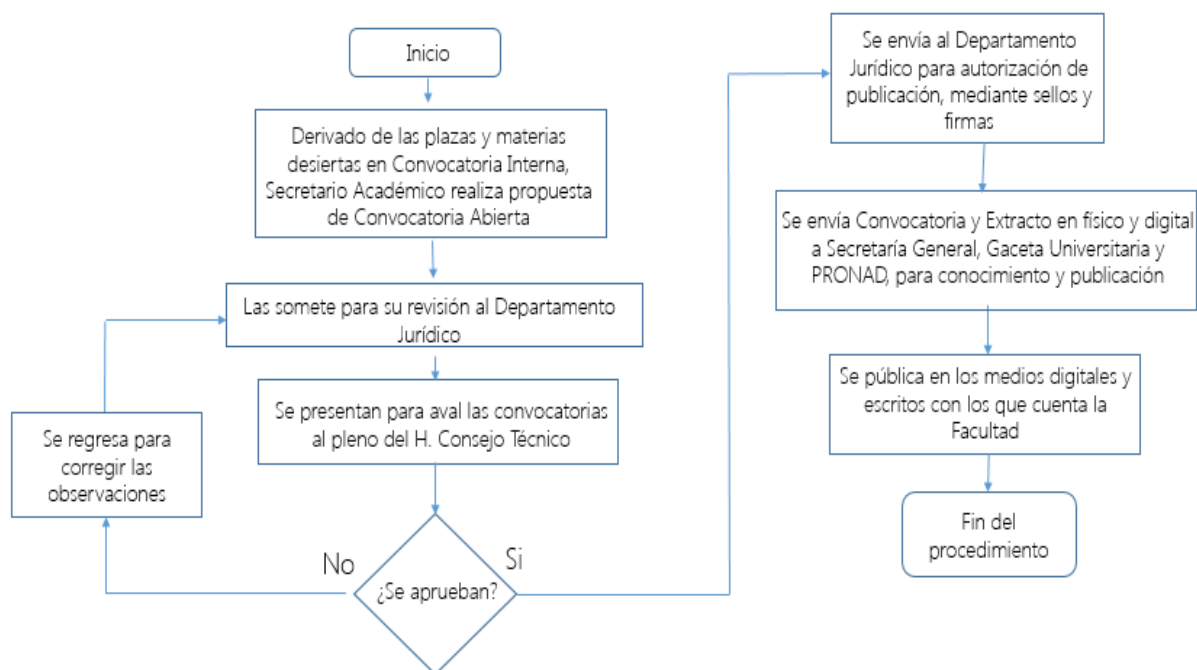 Inicio
Derivado de las plazas y materias
desiertas en Convocatoria Interna,
Secretario Académico realiza propuesta
de Convocatoria Abierta
Las somete para su revisión al Departamento
Jurídico
Se presentan para aval las convocatorias
al pleno del H. Consejo Técnico
¿Se aprueban?
No
Se regresa para
corregir las
observaciones
Si
Se envía al Departamento
Jurídico para autorización de
publicación, mediante sellos y
firmas
Se envía Convocatoria y Extracto en físico y digital
a Secretaría General, Gaceta Universitaria y
PRONAD, para conocimiento y publicación
Se pública en los medios digitales y
escritos con los que cuenta la
Facultad
Fin del
procedimiento